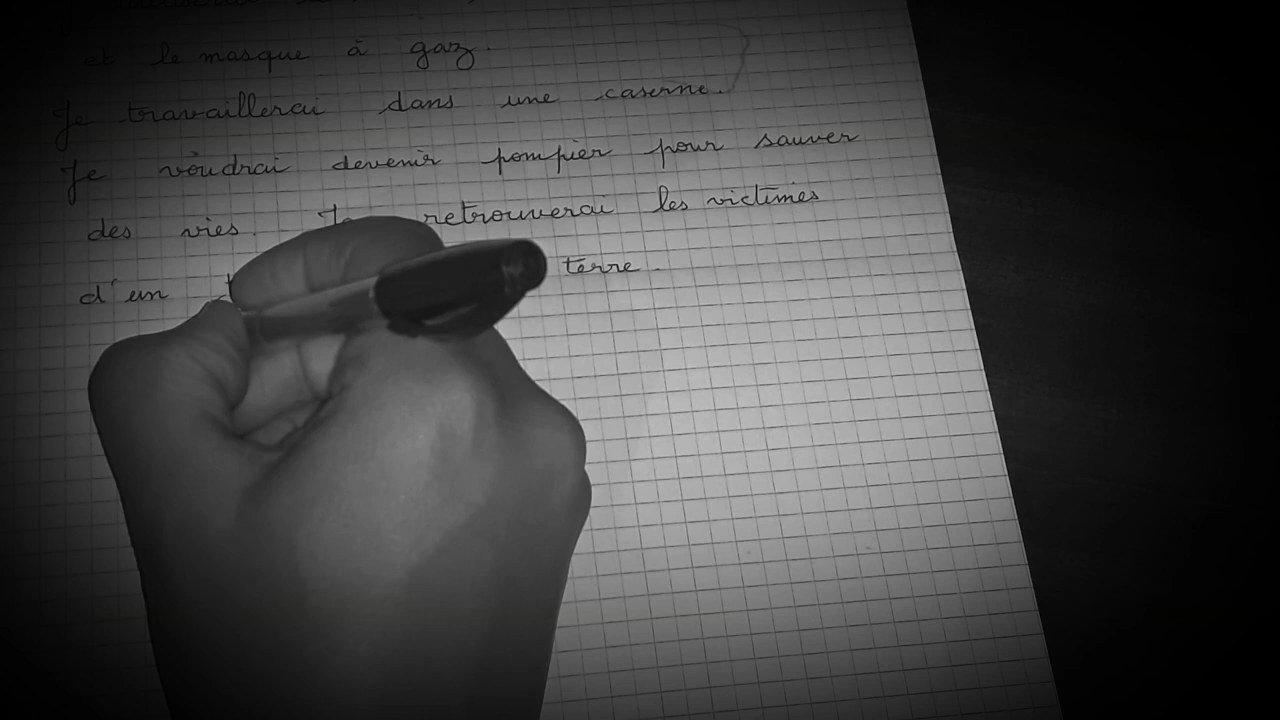 et le masque à gaz.
Je travaillerai dans une caserne.
Je voudrai devenir pompier pour sauver
des vies. retrouverai les victimes
d'un terre.